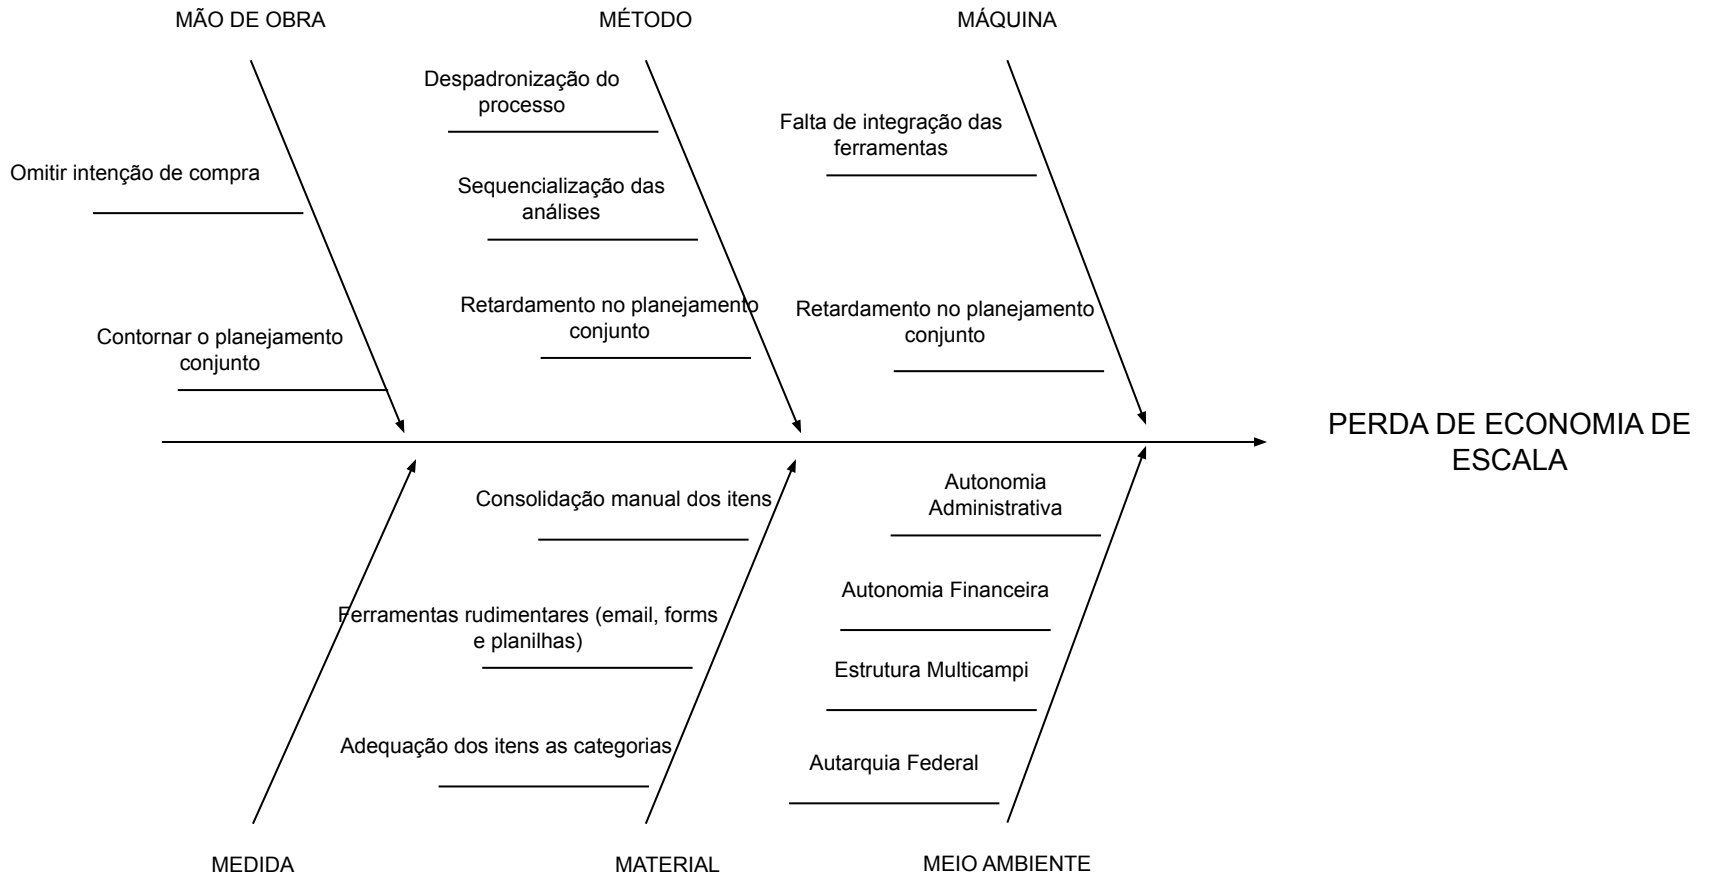 MÃO DE OBRA
MÉTODO
MÁQUINA
Despadronização do
processo
Falta de integração das
ferramentas
Omitir intenção de compra
Sequencialização das
análises
Retardamento no planejamento
conjunto
Retardamento no planejamento
conjunto
Contornar o planejamento
conjunto
PERDA DE ECONOMIA DE
ESCALA
Consolidação manual dos itens
Autonomia
Administrativa
Ferramentas rudimentares (email, forms
e planilhas)
Autonomia Financeira
Estrutura Multicampi
Adequação dos itens as categorias
Autarquia Federal
MEDIDA
MATERIAL
MEIO AMBIENTE